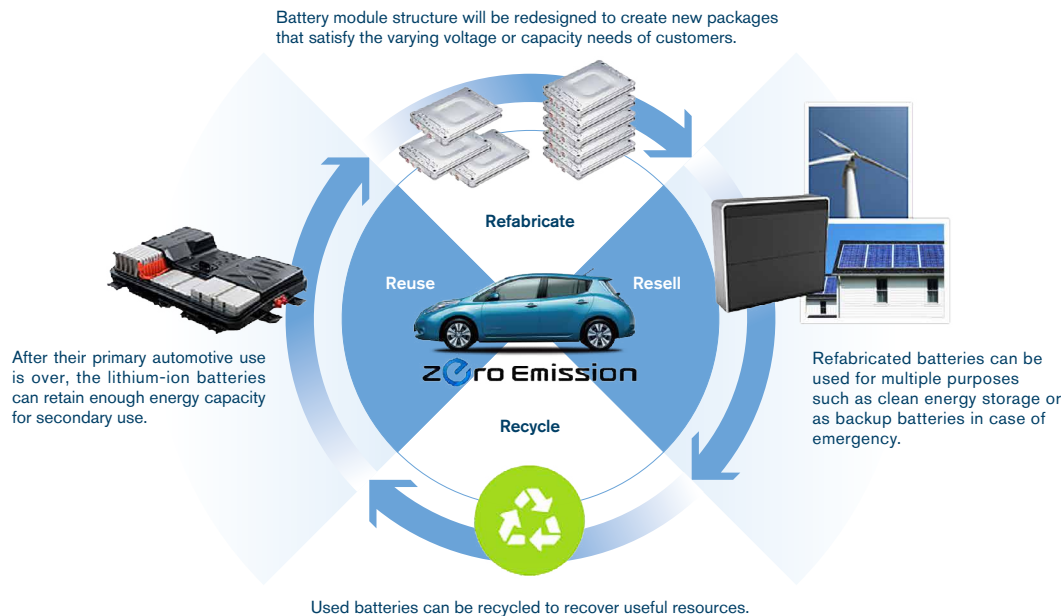 Battery module structure will be redesigned to create new packages
that satisfy the varying voltage or capacity needs of customers.
Refabricate
Reuse
Resell
zero Emission
After their primary automotive use
is over, the lithium-ion batteries
can retain enough energy capacity
for secondary use.
Refabricated batteries can be
used for multiple purposes
such as clean energy storage or
as backup batteries in case of
emergency.
Recycle
Used batteries can be recycled to recover useful resources.